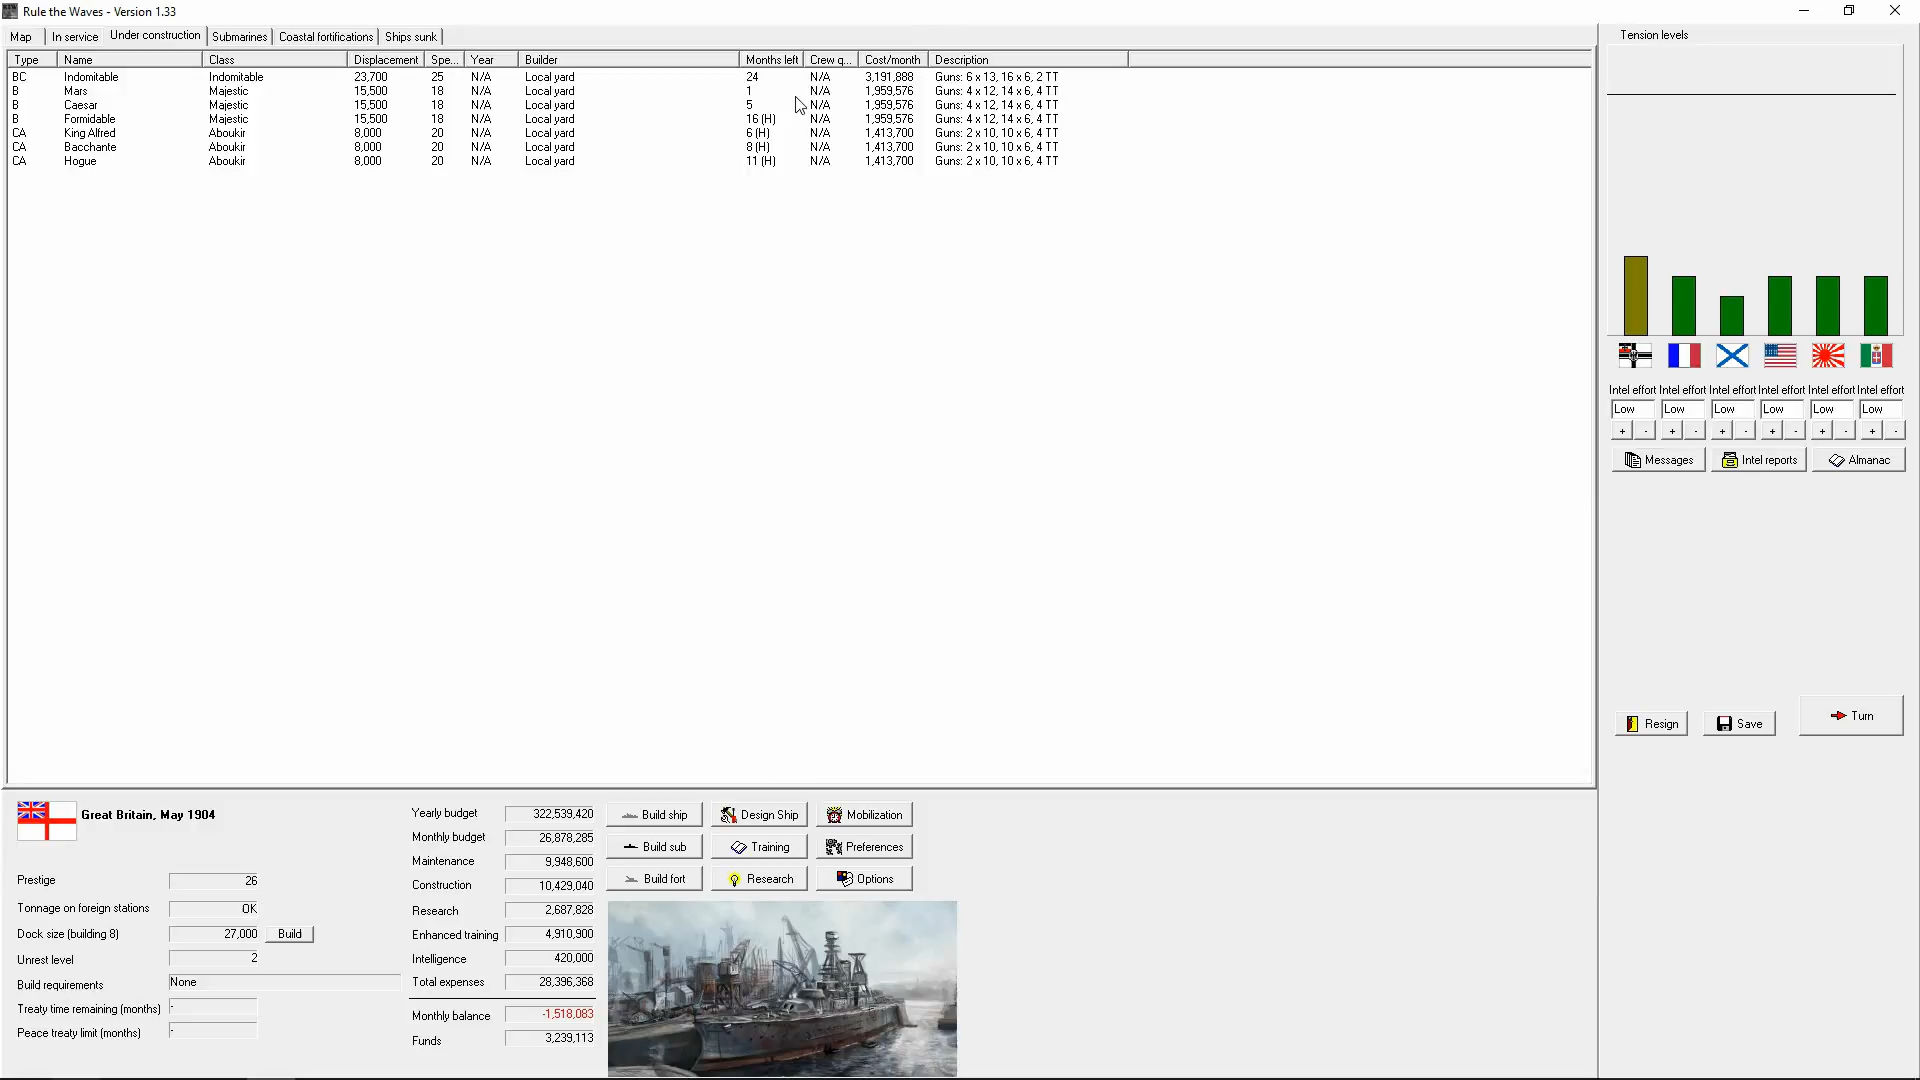 Rule the Waves - Version 1.33
Map In service Under construction Submarines Coastal fortifications Ships sunk
Type Name Class Displacement Spe... Year Builder Months left Crew q... Cost/month Description
BC Indomitable Indomitable 23,700 25 N/A Local yard 24 N/A 3,191,888 Guns: 6 x 13, 16 x 6, 2 TT
B Mars Majestic 15,500 18 N/A Local yard 1 N/A 1,959,576 Guns: 4 x 12, 14 x 6, 4 TT
B Caesar Majestic 15,500 18 N/A Local yard 5 N/A 1,959,576 Guns: 4 x 12, 14 x 6, 4 TT
B Formidable Majestic 15,500 18 N/A Local yard 16 (H) N/A 1,959,576 Guns: 4 x 12, 14 x 6, 4 TT
CA King Alfred Aboukir 8,000 20 N/A Local yard 6 (H) N/A 1,413,700 Guns: 2 x 10, 10 x 6, 4 TT
CA Bacchante Aboukir 8,000 20 N/A Local yard 8 (H) N/A 1,413,700 Guns: 2 x 10, 10 x 6, 4 TT
CA Hogue Aboukir 8,000 20 N/A Local yard 11 (H) N/A 1,413,700 Guns: 2 x 10, 10 x 6, 4 TT
Tension levels
Intel effort Intel effort Intel effort Intel effort Intel effort Intel effort
Low Low Low Low Low Low
+ - + - + - + - + - + -
Messages Intel reports Almanac
Resign Save Turn
Great Britain, May 1904
Prestige 26
Tonnage on foreign stations OK
Dock size (building 8) 27,000 Build
Unrest level 2
Build requirements None
Treaty time remaining (months) -
Peace treaty limit (months) -
Yearly budget 322,539,420
Monthly budget 26,878,285
Maintenance 9,948,600
Construction 10,429,040
Research 2,687,828
Enhanced training 4,910,900
Intelligence 420,000
Total expenses 28,396,368
Monthly balance -1,518,083
Funds 3,239,113
Build ship Design Ship Mobilization
Build sub Training Preferences
Build fort Research Options